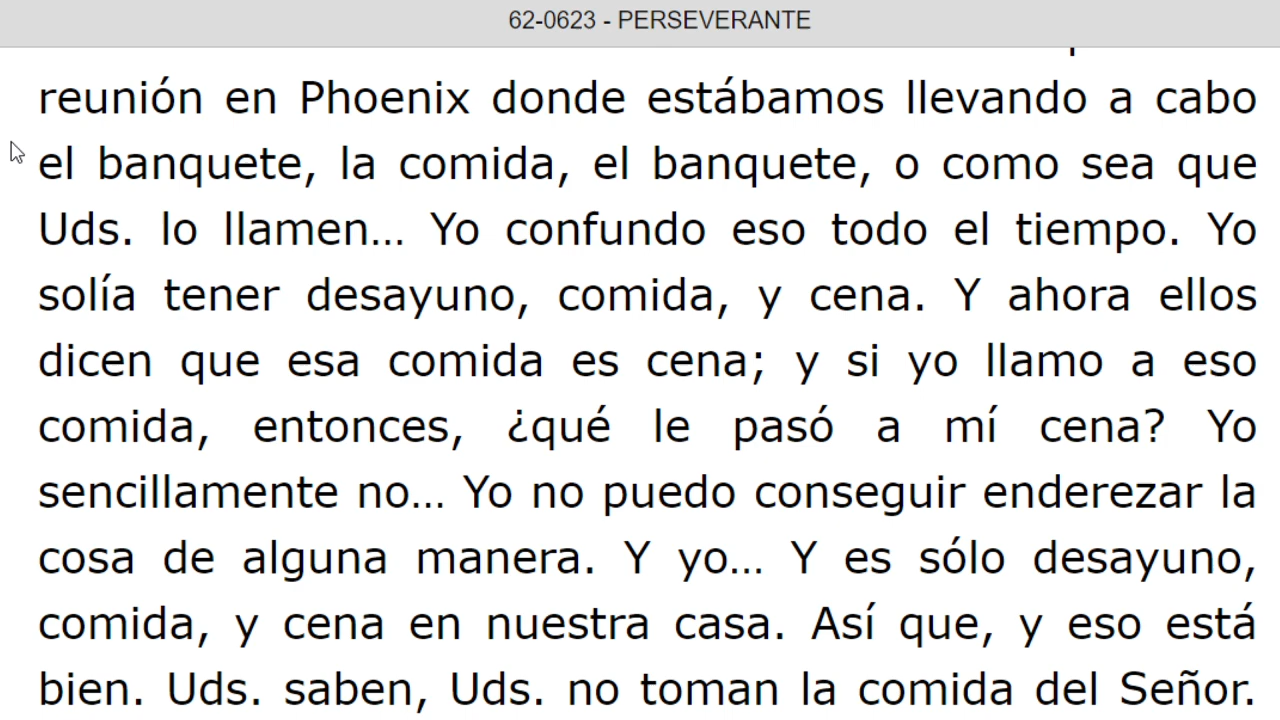 62-0623 - PERSEVERANTE
reunión en Phoenix donde estábamos llevando a cabo
el banquete, la comida, el banquete, o como sea que
Uds. lo llamen... Yo confundo eso todo el tiempo. Yo
solía tener desayuno, comida, y cena. Y ahora ellos
dicen que esa comida es cena; y si yo llamo a eso
comida, entonces, ¿qué le pasó a mí cena? Yo
sencillamente no... Yo no puedo conseguir enderezar la
cosa de alguna manera. Y yo... Y es sólo desayuno,
comida, y cena en nuestra casa. Así que, y eso está
bien. Uds. saben, Uds. no toman la comida del Señor.